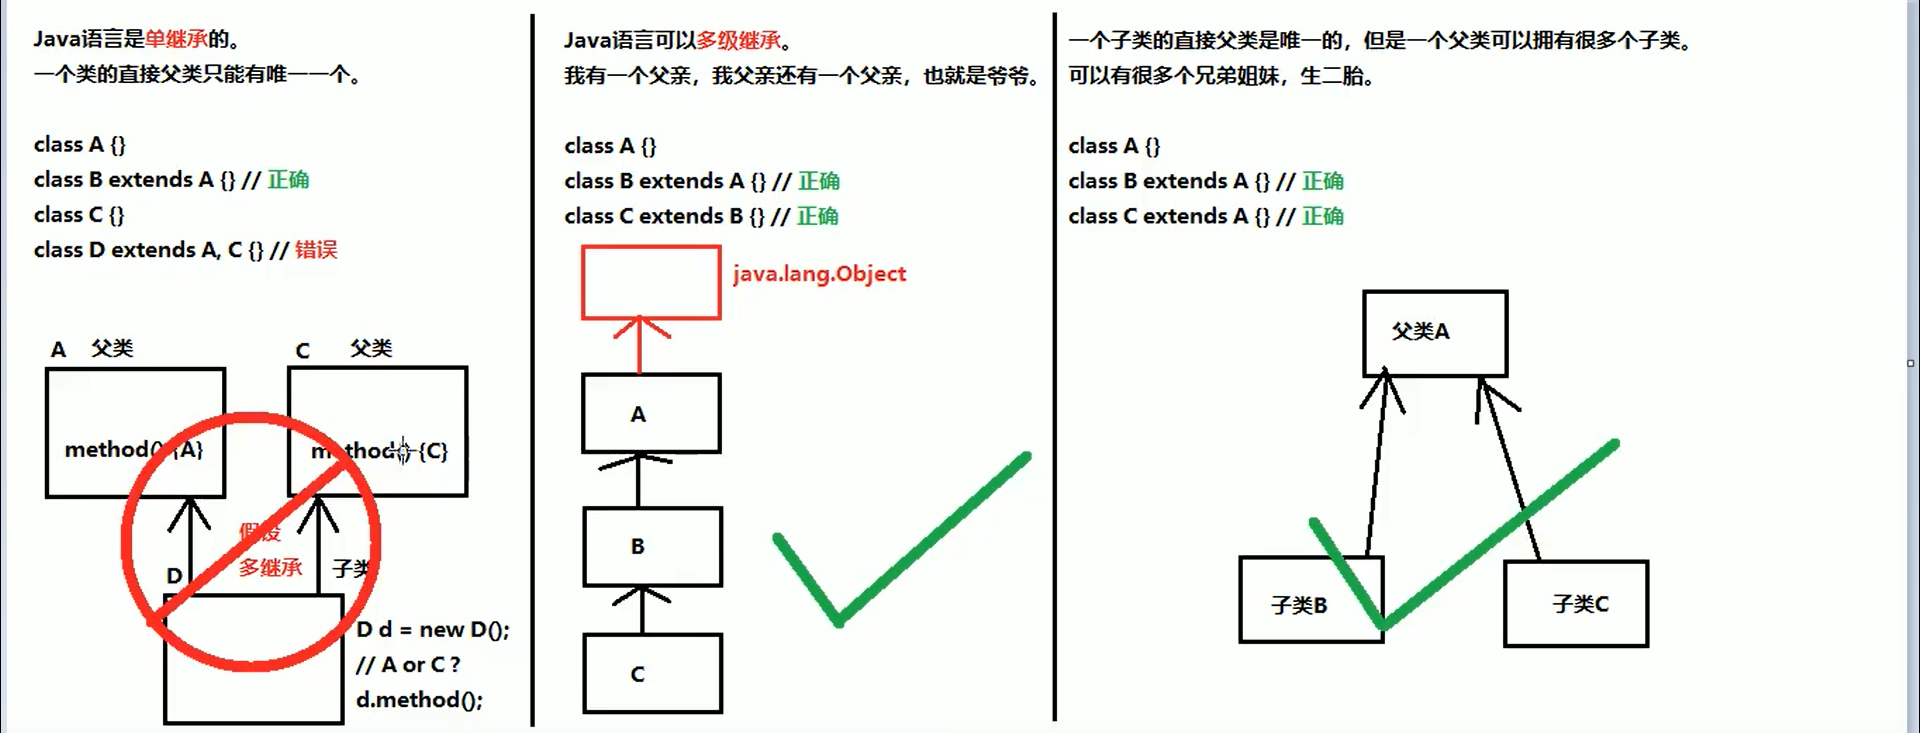 Java语言是单继承的。
一个类的直接父类只能有唯一一个。
class A {}
class B extends A {} // 正确
class C {}
class D extends A, C {} // 错误
A 父类
C 父类
method() {A}
method() {C}
假设
多继承
D
子类
D d = new D();
// A or C ?
d.method();
Java语言可以多级继承。
我有一个父亲，我父亲还有一个父亲，也就是爷爷。
class A {}
class B extends A {} // 正确
class C extends B {} // 正确
java.lang.Object
A
B
C
一个子类的直接父类是唯一的，但是一个父类可以拥有很多个子类。
可以有很多个兄弟姐妹，生二胎。
class A {}
class B extends A {} // 正确
class C extends A {} // 正确
父类A
子类B
子类C